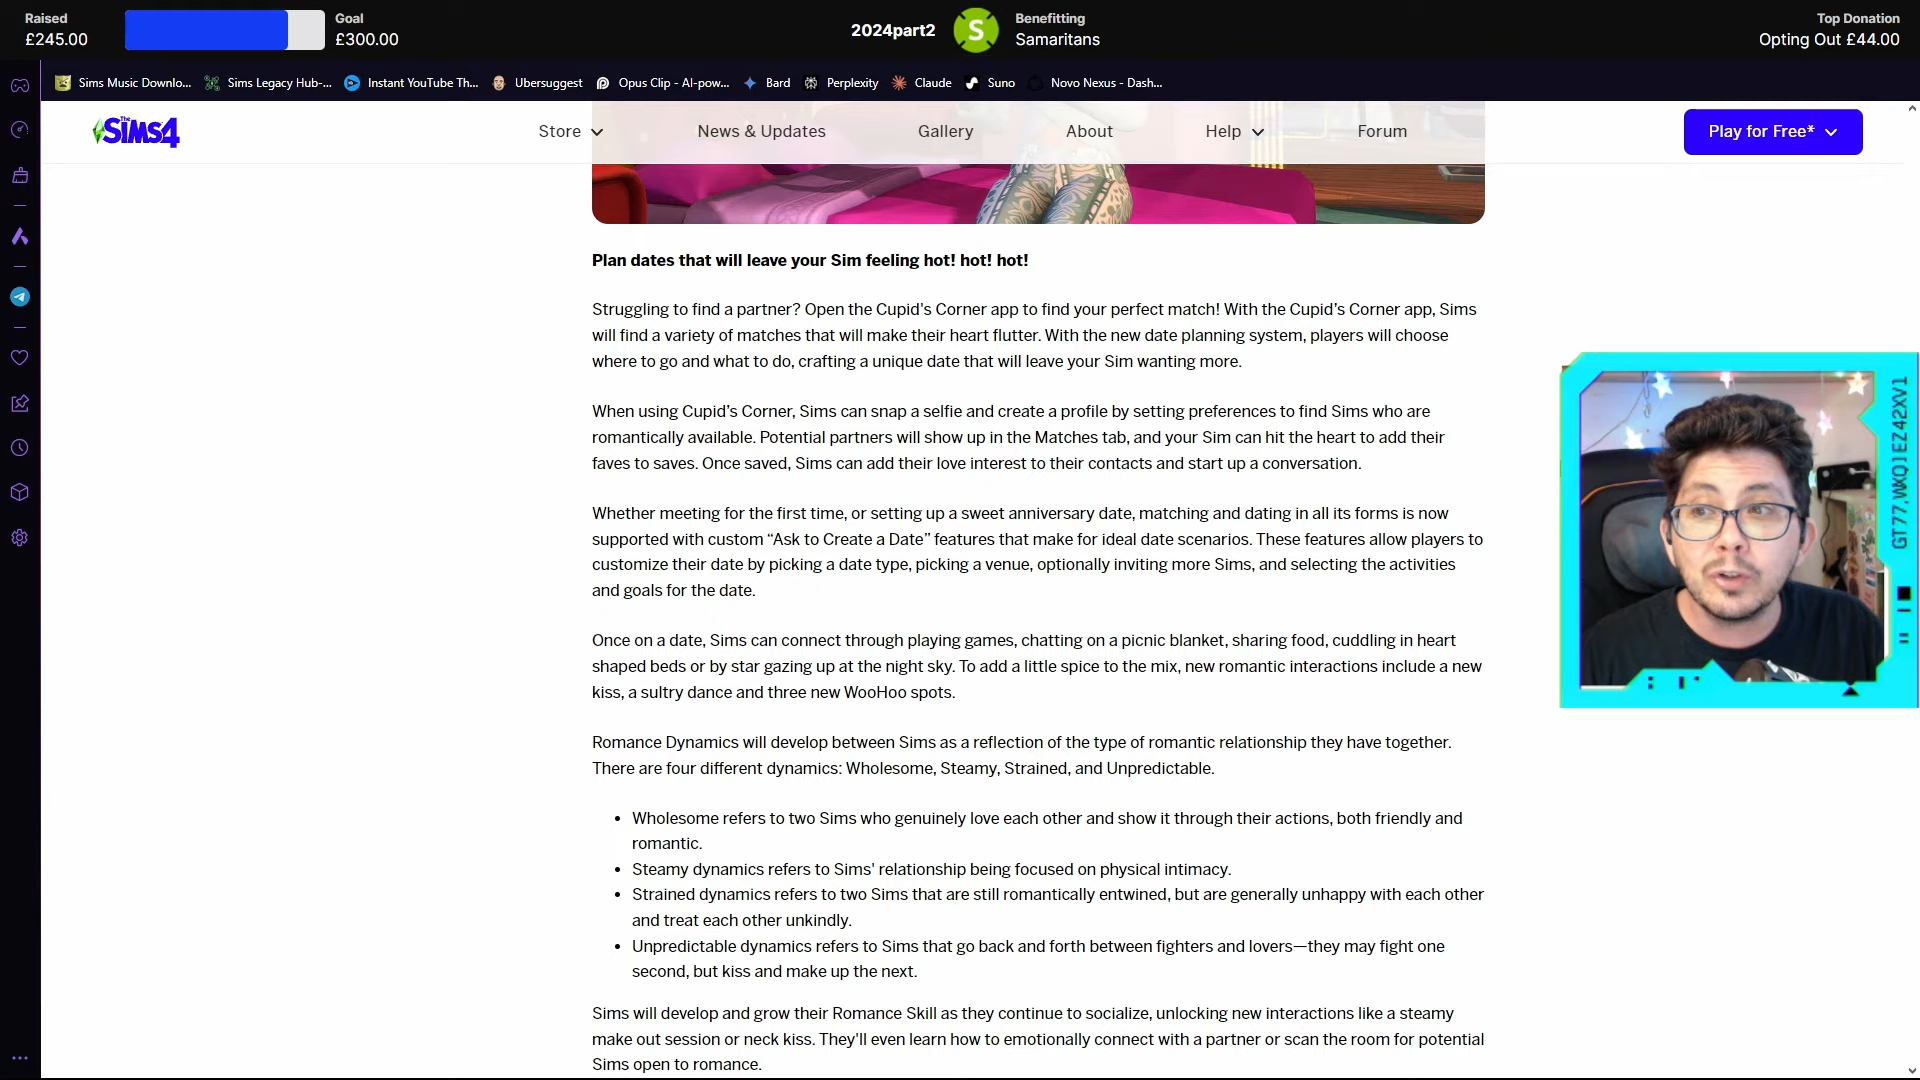 Raised
£245.00
Goal
£300.00
2024part2
S
Benefitting
Samaritans
Top Donation
Opting Out £44.00
Sims Music Downlo...
Sims Legacy Hub-...
Instant YouTube Th...
Ubersuggest
Opus Clip - AI-pow...
Bard
Perplexity
Claude
Suno
Novo Nexus - Dash...
The SiMS4
Store
News & Updates
Gallery
About
Help
Forum
Play for Free*
Plan dates that will leave your Sim feeling hot! hot! hot!
Struggling to find a partner? Open the Cupid's Corner app to find your perfect match! With the Cupid’s Corner app, Sims
will find a variety of matches that will make their heart flutter. With the new date planning system, players will choose
where to go and what to do, crafting a unique date that will leave your Sim wanting more.
When using Cupid’s Corner, Sims can snap a selfie and create a profile by setting preferences to find Sims who are
romantically available. Potential partners will show up in the Matches tab, and your Sim can hit the heart to add their
faves to saves. Once saved, Sims can add their love interest to their contacts and start up a conversation.
Whether meeting for the first time, or setting up a sweet anniversary date, matching and dating in all its forms is now
supported with custom “Ask to Create a Date” features that make for ideal date scenarios. These features allow players to
customize their date by picking a date type, picking a venue, optionally inviting more Sims, and selecting the activities
and goals for the date.
Once on a date, Sims can connect through playing games, chatting on a picnic blanket, sharing food, cuddling in heart
shaped beds or by star gazing up at the night sky. To add a little spice to the mix, new romantic interactions include a new
kiss, a sultry dance and three new WooHoo spots.
Romance Dynamics will develop between Sims as a reflection of the type of romantic relationship they have together.
There are four different dynamics: Wholesome, Steamy, Strained, and Unpredictable.
• Wholesome refers to two Sims who genuinely love each other and show it through their actions, both friendly and
romantic.
• Steamy dynamics refers to Sims' relationship being focused on physical intimacy.
• Strained dynamics refers to two Sims that are still romantically entwined, but are generally unhappy with each other
and treat each other unkindly.
• Unpredictable dynamics refers to Sims that go back and forth between fighters and lovers—they may fight one
second, but kiss and make up the next.
Sims will develop and grow their Romance Skill as they continue to socialize, unlocking new interactions like a steamy
make out session or neck kiss. They'll even learn how to emotionally connect with a partner or scan the room for potential
Sims open to romance.